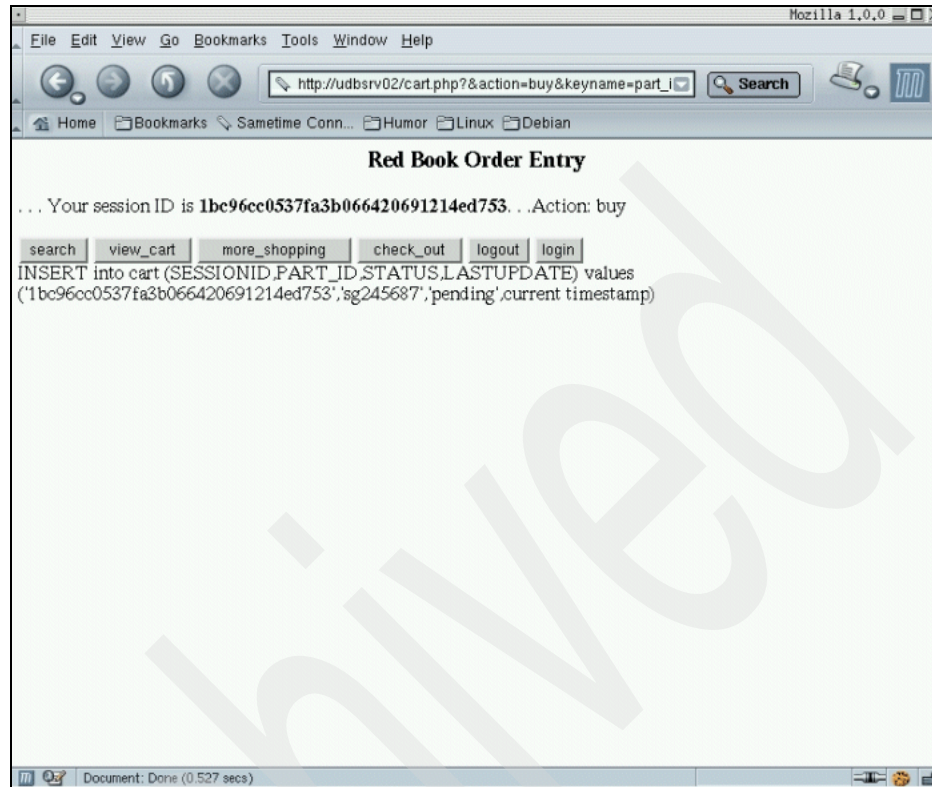 Mozilla 1.0.0
File Edit View Go Bookmarks Tools Window Help
http://udbsrv02/cart.php?&action=buy&keyname=part_i
Search
Home Bookmarks Sametime Conn... Humor Linux Debian
Red Book Order Entry
. . . Your session ID is 1bc96cc0537fa3b066420691214ed753. . .Action: buy
search view_cart more_shopping check_out logout login
INSERT into cart (SESSIONID,PART_ID,STATUS,LASTUPDATE) values
('1bc96cc0537fa3b066420691214ed753','sg245687','pending',current timestamp)
hived
Document: Done (0.527 secs)